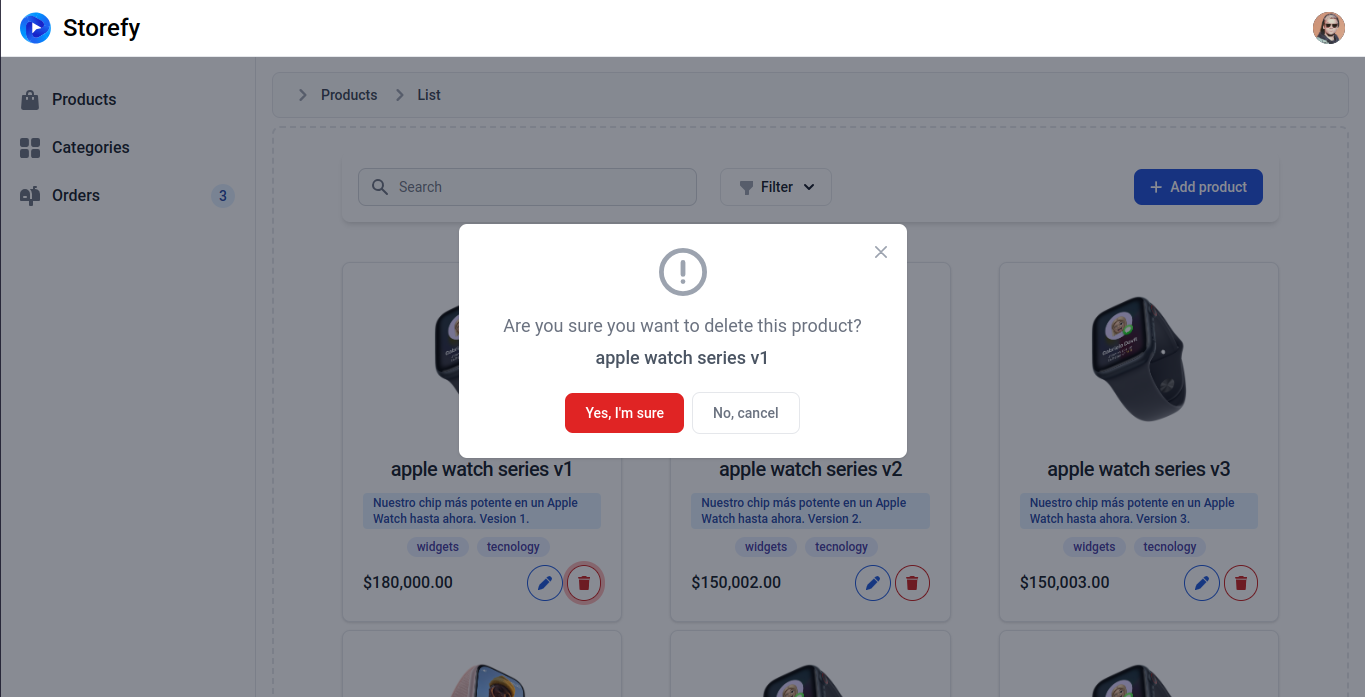 Storefy
Products
Categories
Orders
3
Products
List
Search
Filter
Add product
Are you sure you want to delete this product?
apple watch series v1
Yes, I'm sure
No, cancel
apple watch series v1
Nuestro chip más potente en un Apple
Watch hasta ahora. Vesion 1.
widgets
tecnology
$180,000.00
apple watch series v2
Nuestro chip más potente en un Apple
Watch hasta ahora. Version 2.
widgets
tecnology
$150,002.00
apple watch series v3
Nuestro chip más potente en un Apple
Watch hasta ahora. Version 3.
widgets
tecnology
$150,003.00